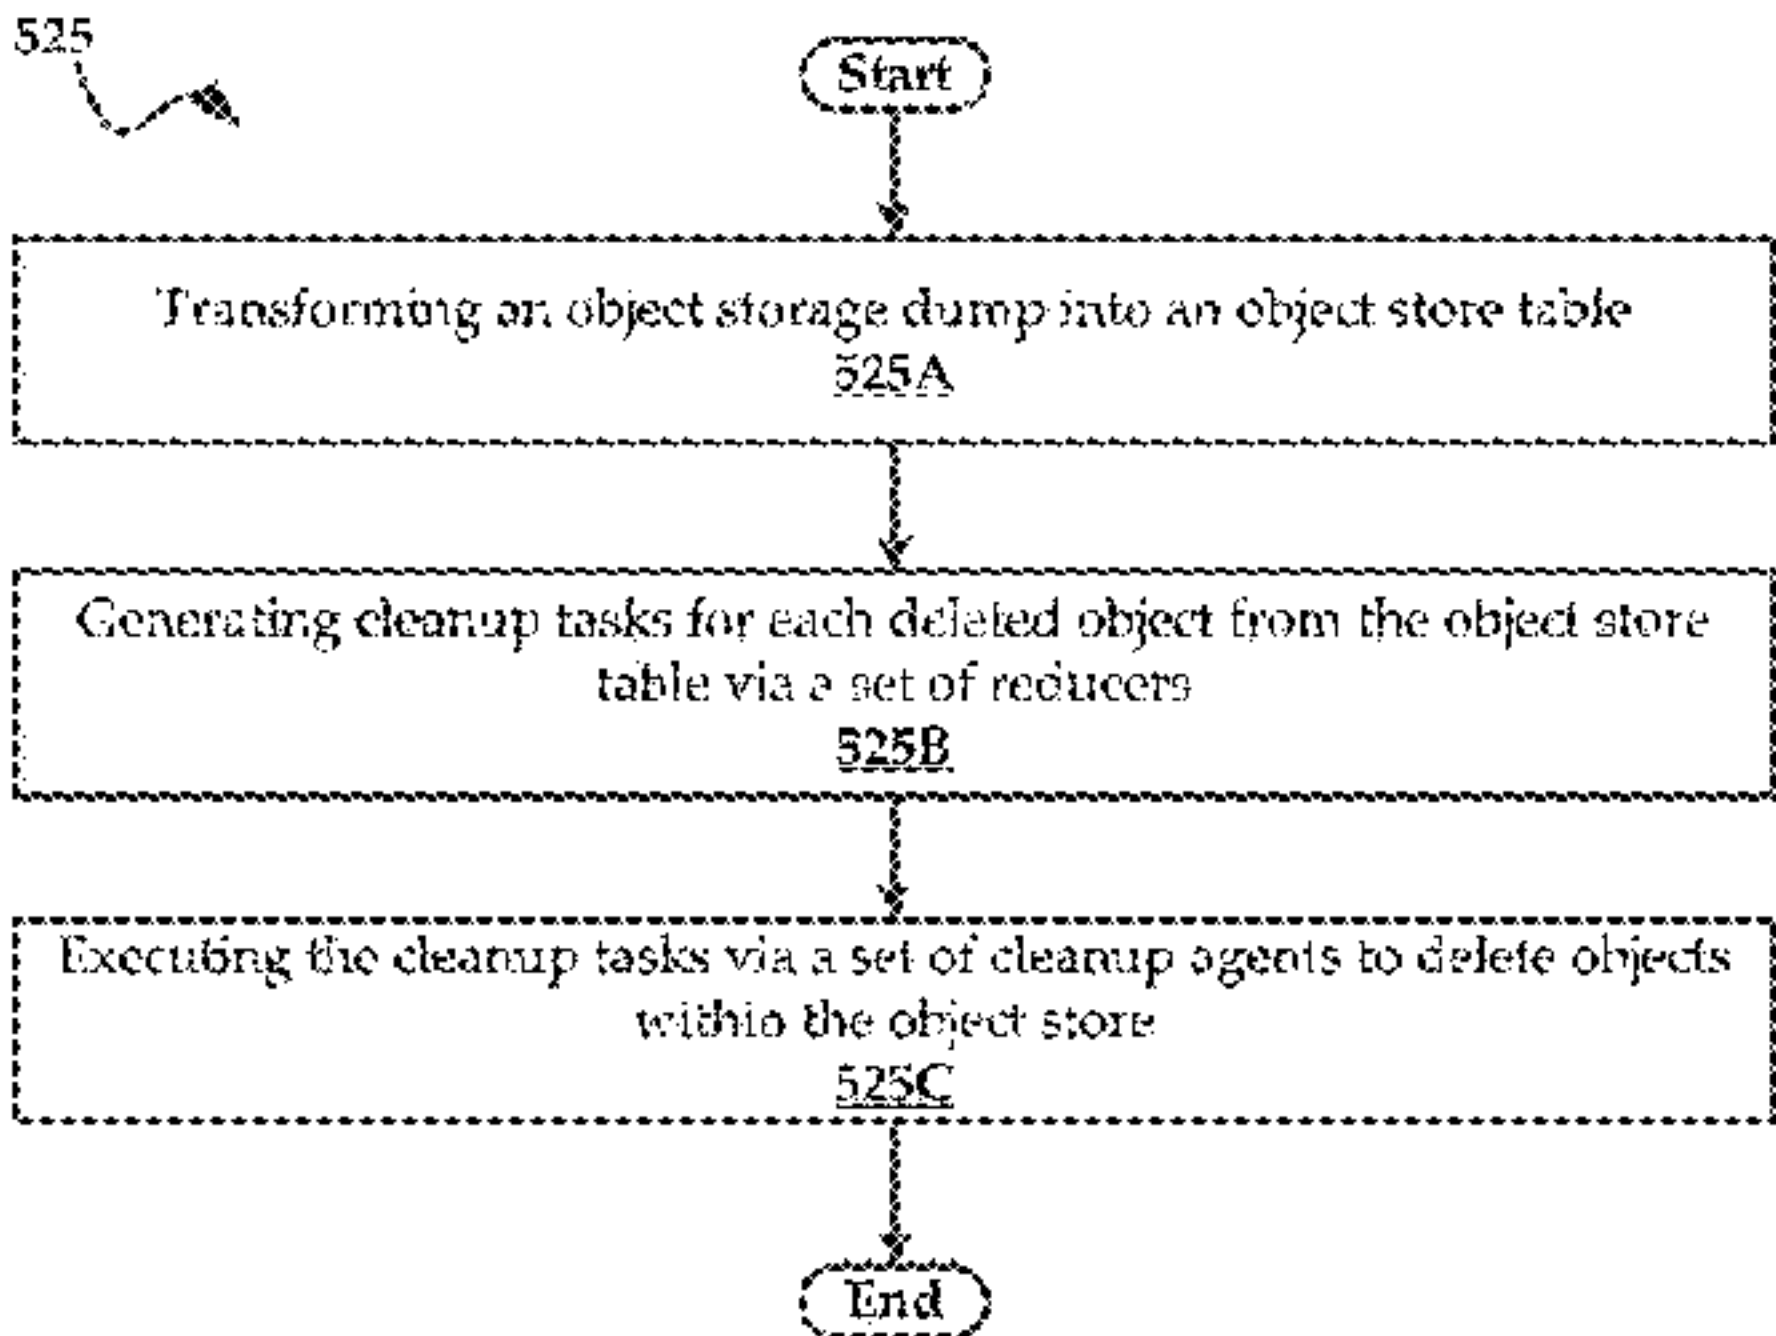 525
Start
Transforming an object storage dump into an object store table
525A
Generating cleanup tasks for each deleted object from the object store
table via a set of reducers
525B
Executing the cleanup tasks via a set of cleanup agents to delete objects
within the object store
525C
End